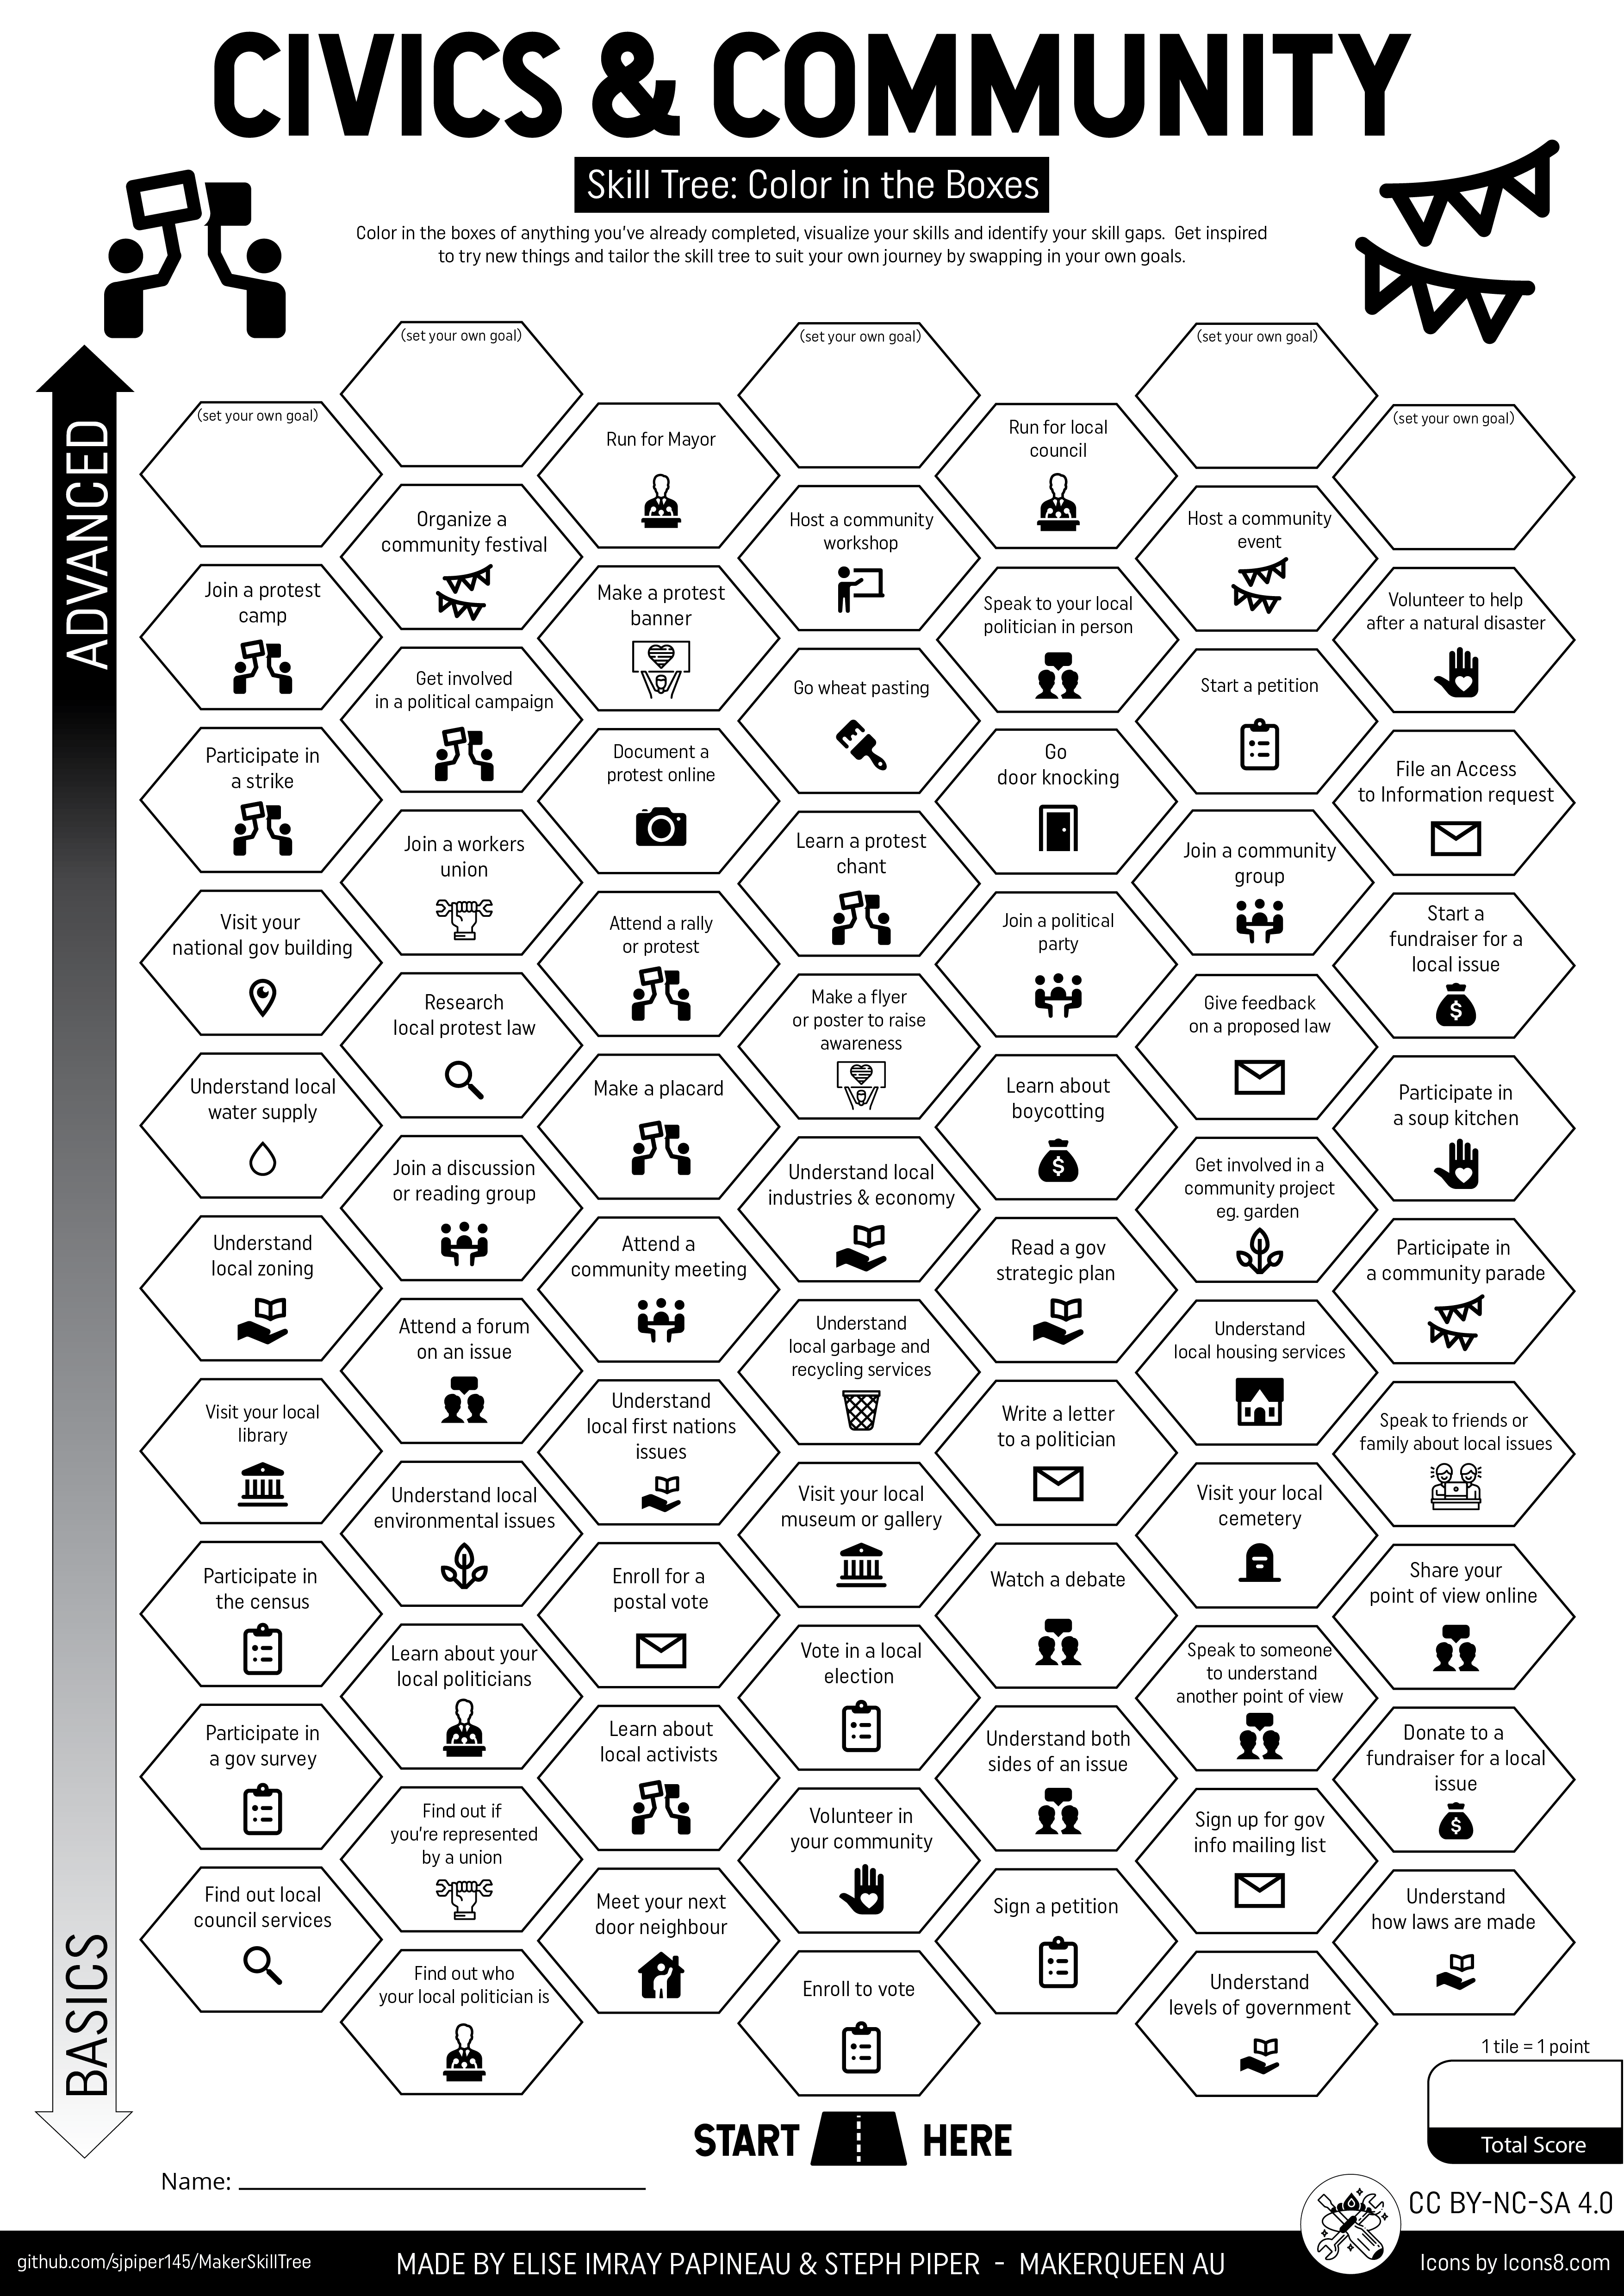 CIVICS & COMMUNITY
Skill Tree: Color in the Boxes
Color in the boxes of anything you've already completed, visualize your skills and identify your skill gaps. Get inspired
to try new things and tailor the skill tree to suit your own journey by swapping in your own goals.
ADVANCED
BASICS
(set your own goal)
(set your own goal)
(set your own goal)
(set your own goal)
(set your own goal)
Run for Mayor
Run for local
council
Organize a
community festival
Host a community
workshop
Host a community
event
Join a protest
camp
Make a protest
banner
Speak to your local
politician in person
Volunteer to help
after a natural disaster
Get involved
in a political campaign
Go wheat pasting
Start a petition
Participate in
a strike
Document a
protest online
Go
door knocking
File an Access
to Information request
Join a workers
union
Learn a protest
chant
Join a community
group
Visit your
national gov building
Attend a rally
or protest
Join a political
party
Start a
fundraiser for a
local issue
Research
local protest law
Make a flyer
or poster to raise
awareness
Give feedback
on a proposed law
Understand local
water supply
Make a placard
Learn about
boycotting
Participate in
a soup kitchen
Join a discussion
or reading group
Understand local
industries & economy
Get involved in a
community project
eg. garden
Understand
local zoning
Attend a
community meeting
Read a gov
strategic plan
Participate in
a community parade
Attend a forum
on an issue
Understand
local garbage and
recycling services
Understand
local housing services
Visit your local
library
Understand
local first nations
issues
Write a letter
to a politician
Speak to friends or
family about local issues
Understand local
environmental issues
Visit your local
museum or gallery
Visit your local
cemetery
Participate in
the census
Enroll for a
postal vote
Watch a debate
Share your
point of view online
Learn about your
local politicians
Vote in a local
election
Speak to someone
to understand
another point of view
Participate in
a gov survey
Learn about
local activists
Understand both
sides of an issue
Donate to a
fundraiser for a local
issue
Find out if
you're represented
by a union
Volunteer in
your community
Sign up for gov
info mailing list
Find out local
council services
Meet your next
door neighbour
Sign a petition
Understand
how laws are made
Find out who
your local politician is
Enroll to vote
Understand
levels of government
1 tile = 1 point
Total Score
START HERE
Name:
CC BY-NC-SA 4.0
github.com/sjpiper145/MakerSkillTree
MADE BY ELISE IMRAY PAPINEAU & STEPH PIPER - MAKERQUEEN AU
Icons by Icons8.com